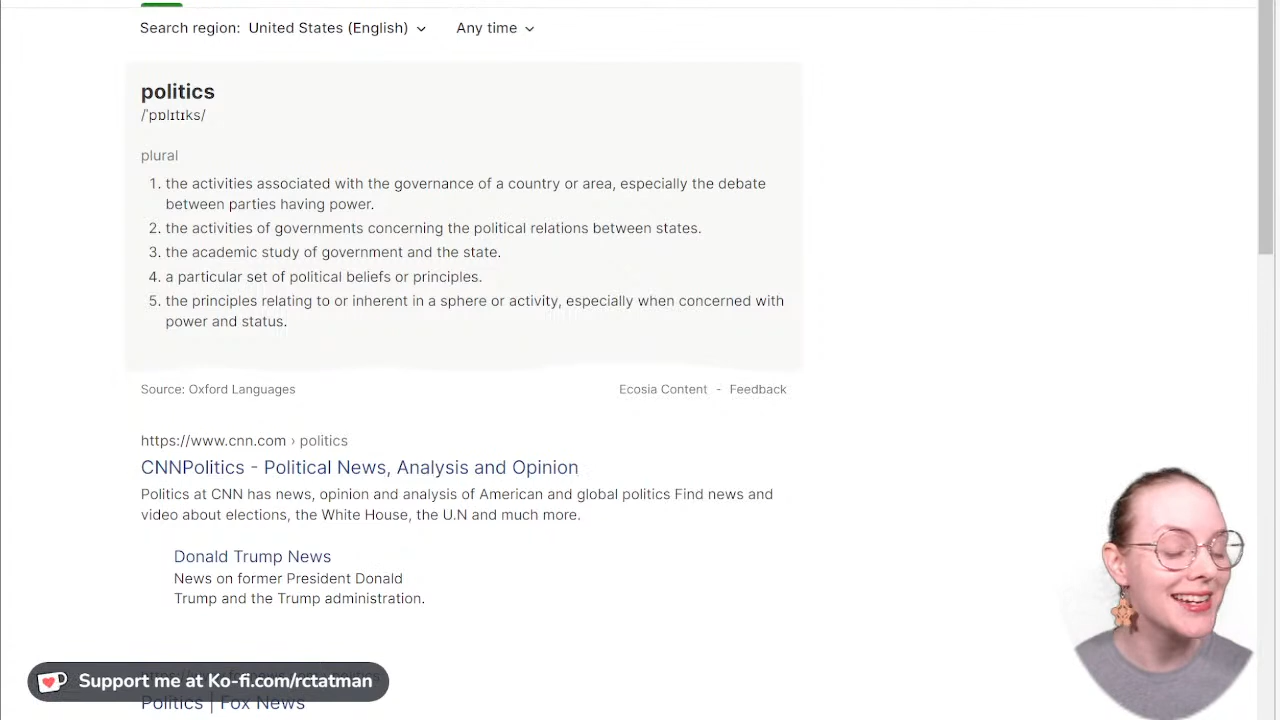 Search region: United States (English) Any time
politics
/ˈpɒlɪtɪks/
plural
1. the activities associated with the governance of a country or area, especially the debate
between parties having power.
2. the activities of governments concerning the political relations between states.
3. the academic study of government and the state.
4. a particular set of political beliefs or principles.
5. the principles relating to or inherent in a sphere or activity, especially when concerned with
power and status.
Source: Oxford Languages Ecosia Content - Feedback
https://www.cnn.com › politics
CNNPolitics - Political News, Analysis and Opinion
Politics at CNN has news, opinion and analysis of American and global politics Find news and
video about elections, the White House, the U.N and much more.
Donald Trump News
News on former President Donald
Trump and the Trump administration.
Support me at Ko-fi.com/rctatman
Politics | Fox News